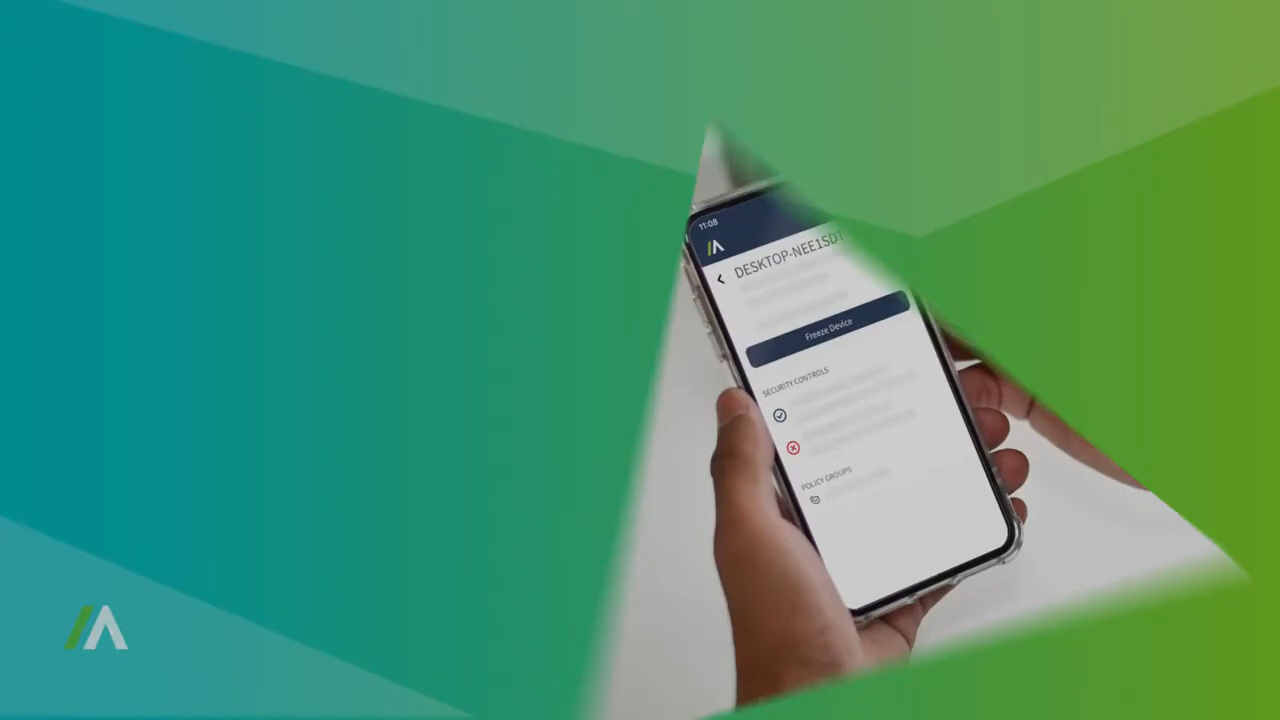 11:08
DESKTOP-NEE1SDT
Freeze Device
SECURITY CONTROLS
POLICY GROUPS